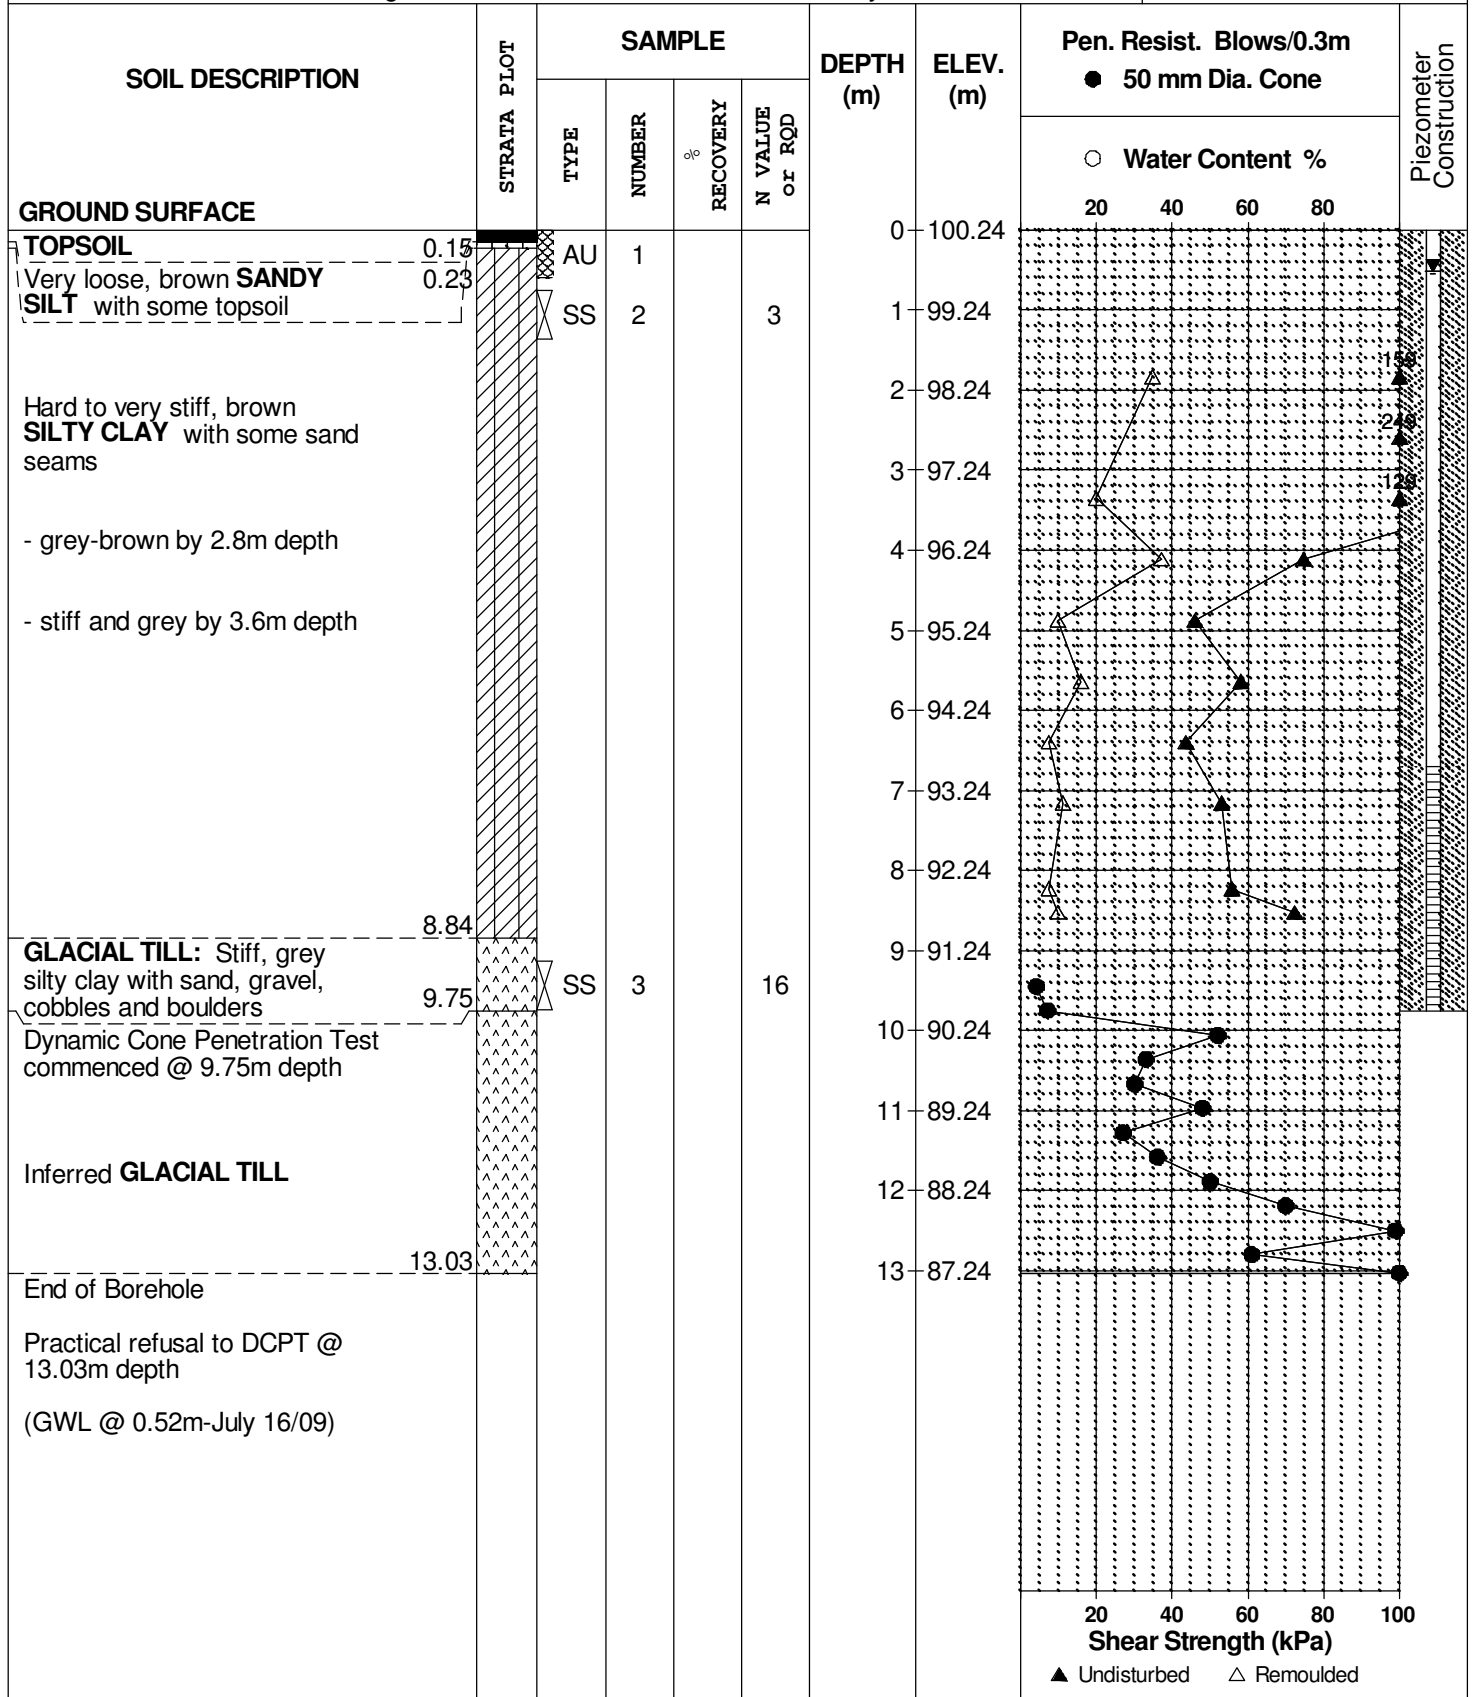 SOIL DESCRIPTION
STRATA PLOT
SAMPLE
TYPE
NUMBER
% RECOVERY
N VALUE or RQD
DEPTH (m)
ELEV. (m)
Pen. Resist. Blows/0.3m
● 50 mm Dia. Cone
○ Water Content %
Piezometer Construction
20 40 60 80
GROUND SURFACE
0 100.24
TOPSOIL 0.15
AU 1
Very loose, brown SANDY 0.23
SILT with some topsoil
SS 2 3
1 99.24
2 98.24
Hard to very stiff, brown
SILTY CLAY with some sand
seams
3 97.24
- grey-brown by 2.8m depth
4 96.24
- stiff and grey by 3.6m depth
5 95.24
6 94.24
7 93.24
8 92.24
8.84
GLACIAL TILL: Stiff, grey
silty clay with sand, gravel,
cobbles and boulders 9.75
9 91.24
SS 3 16
10 90.24
Dynamic Cone Penetration Test
commenced @ 9.75m depth
11 89.24
Inferred GLACIAL TILL
12 88.24
13.03
13 87.24
End of Borehole
Practical refusal to DCPT @
13.03m depth
(GWL @ 0.52m-July 16/09)
20 40 60 80 100
Shear Strength (kPa)
▲ Undisturbed △ Remoulded